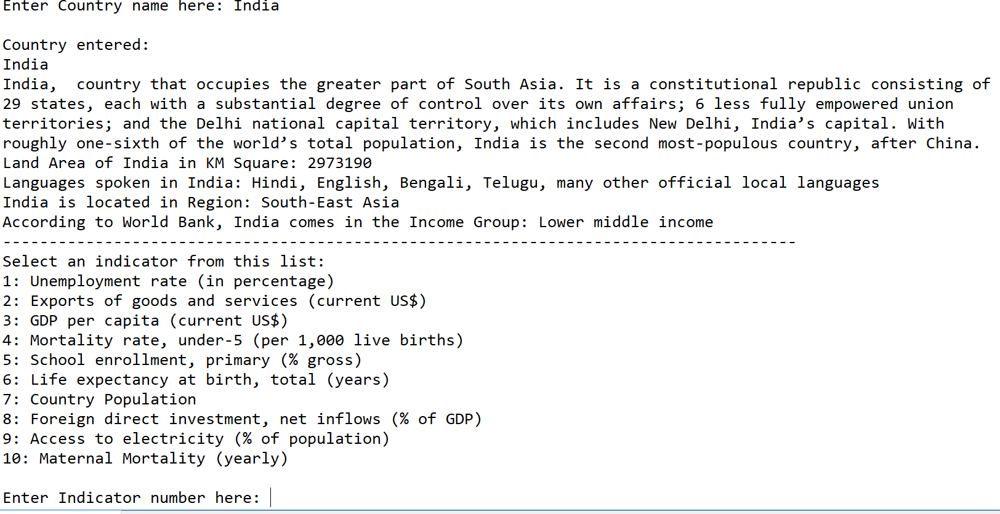 Enter Country name here: India
Country entered:
India
India,  country that occupies the greater part of South Asia. It is a constitutional republic consisting of
29 states, each with a substantial degree of control over its own affairs; 6 less fully empowered union
territories; and the Delhi national capital territory, which includes New Delhi, India’s capital. With
roughly one-sixth of the world’s total population, India is the second most-populous country, after China.
Land Area of India in KM Square: 2973190
Languages spoken in India: Hindi, English, Bengali, Telugu, many other official local languages
India is located in Region: South-East Asia
According to World Bank, India comes in the Income Group: Lower middle income
--------------------------------------------------------------------------------------
Select an indicator from this list:
1: Unemployment rate (in percentage)
2: Exports of goods and services (current US$)
3: GDP per capita (current US$)
4: Mortality rate, under-5 (per 1,000 live births)
5: School enrollment, primary (% gross)
6: Life expectancy at birth, total (years)
7: Country Population
8: Foreign direct investment, net inflows (% of GDP)
9: Access to electricity (% of population)
10: Maternal Mortality (yearly)
Enter Indicator number here: